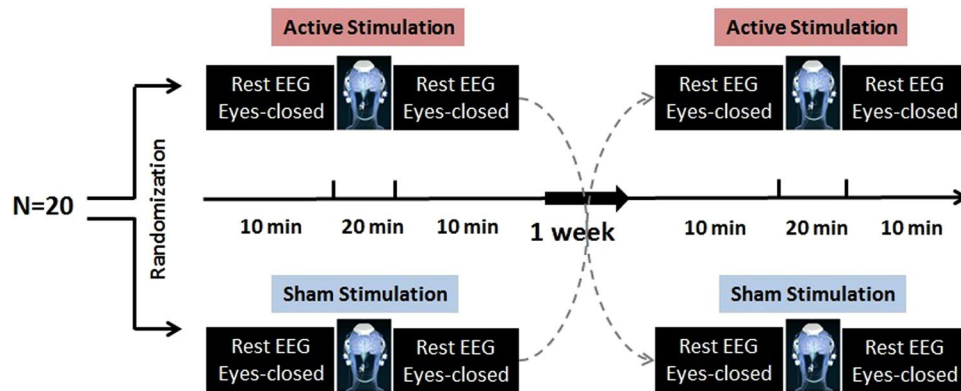 Active Stimulation
Active Stimulation
Rest EEG
Eyes-closed
Rest EEG
Eyes-closed
Rest EEG
Eyes-closed
Rest EEG
Eyes-closed
N=20
Randomization
10 min
20 min
10 min
1 week
10 min
20 min
10 min
Sham Stimulation
Sham Stimulation
Rest EEG
Eyes-closed
Rest EEG
Eyes-closed
Rest EEG
Eyes-closed
Rest EEG
Eyes-closed